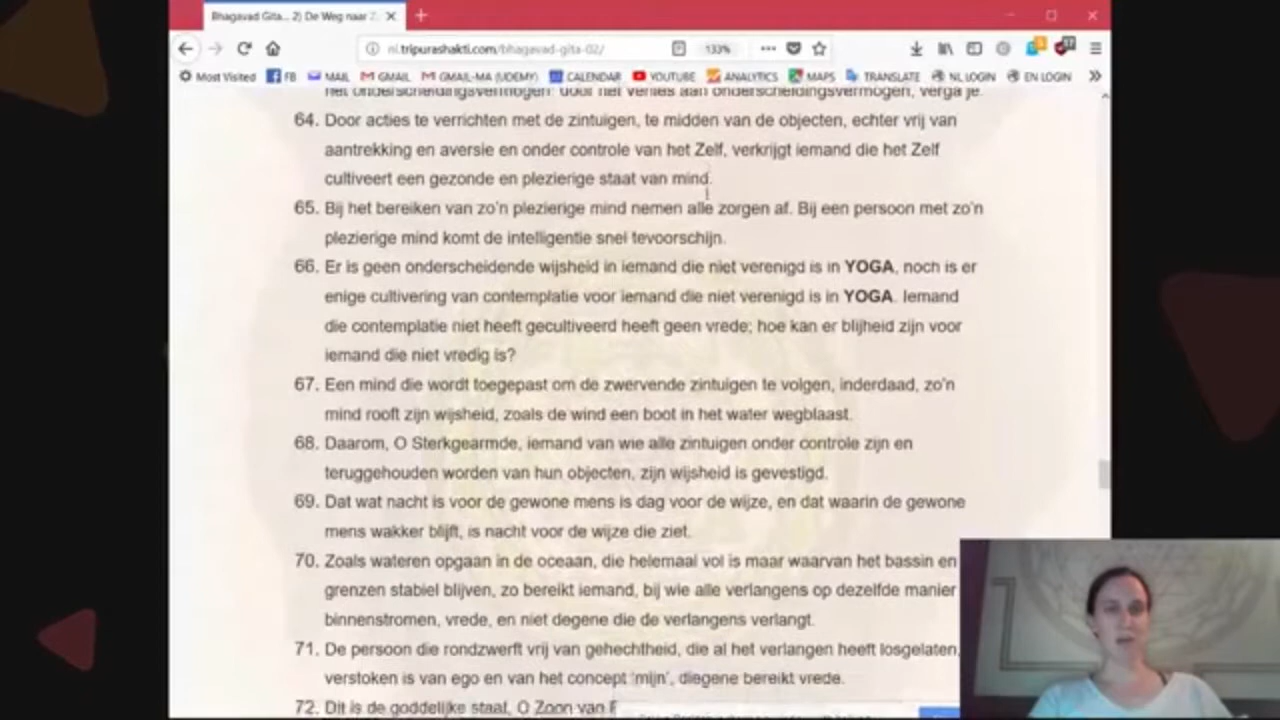 Bhagavad Gita... 2) De Weg naar Z
nl.tripurashakti.com/bhagavad-gita-02/
133%
Most Visited FB MAIL GMAIL GMAIL-MA (UDEMY) CALENDAR YOUTUBE ANALYTICS MAPS TRANSLATE NL LOGIN EN LOGIN
het onderscheidingsvermogen: door het verlies aan onderscheidingsvermogen, verga je.
64. Door acties te verrichten met de zintuigen, te midden van de objecten, echter vrij van
aantrekking en aversie en onder controle van het Zelf, verkrijgt iemand die het Zelf
cultiveert een gezonde en plezierige staat van mind.
65. Bij het bereiken van zo'n plezierige mind nemen alle zorgen af. Bij een persoon met zo'n
plezierige mind komt de intelligentie snel tevoorschijn.
66. Er is geen onderscheidende wijsheid in iemand die niet verenigd is in YOGA, noch is er
enige cultivering van contemplatie voor iemand die niet verenigd is in YOGA. Iemand
die contemplatie niet heeft gecultiveerd heeft geen vrede; hoe kan er blijheid zijn voor
iemand die niet vredig is?
67. Een mind die wordt toegepast om de zwervende zintuigen te volgen, inderdaad, zo'n
mind rooft zijn wijsheid, zoals de wind een boot in het water wegblaast.
68. Daarom, O Sterkgearmde, iemand van wie alle zintuigen onder controle zijn en
teruggehouden worden van hun objecten, zijn wijsheid is gevestigd.
69. Dat wat nacht is voor de gewone mens is dag voor de wijze, en dat waarin de gewone
mens wakker blijft, is nacht voor de wijze die ziet.
70. Zoals wateren opgaan in de oceaan, die helemaal vol is maar waarvan het bassin en
grenzen stabiel blijven, zo bereikt iemand, bij wie alle verlangens op dezelfde manier
binnenstromen, vrede, en niet degene die de verlangens verlangt.
71. De persoon die rondzwerft vrij van gehechtheid, die al het verlangen heeft losgelaten,
verstoken is van ego en van het concept 'mijn', diegene bereikt vrede.
72. Dit is de goddelijke staat, O Zoon van